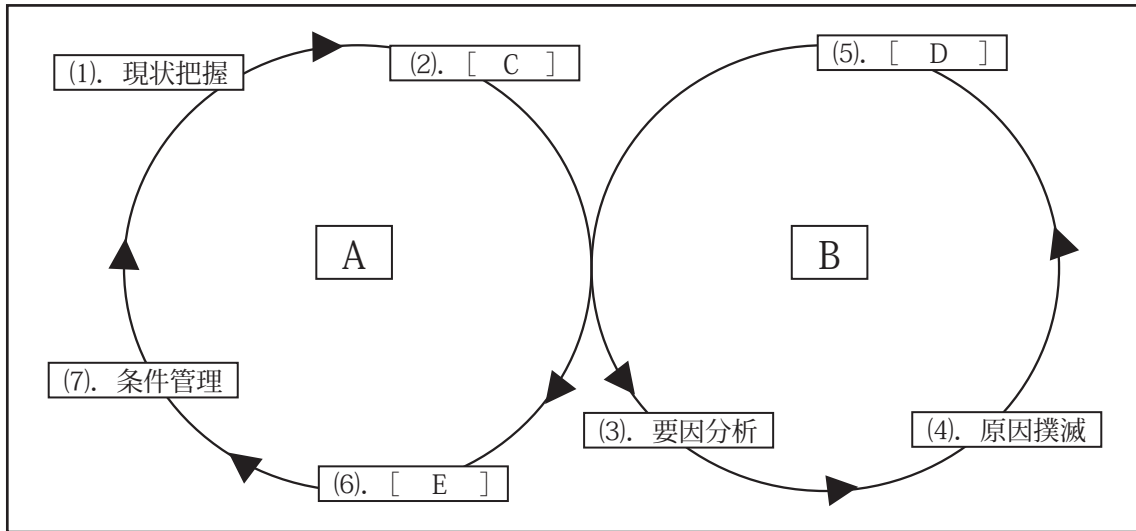 ⑴．現状把握
⑵．［　C　］
⑸．［　D　］
A
B
⑺．条件管理
⑶．要因分析
⑷．原因撲滅
⑹．［　E　］